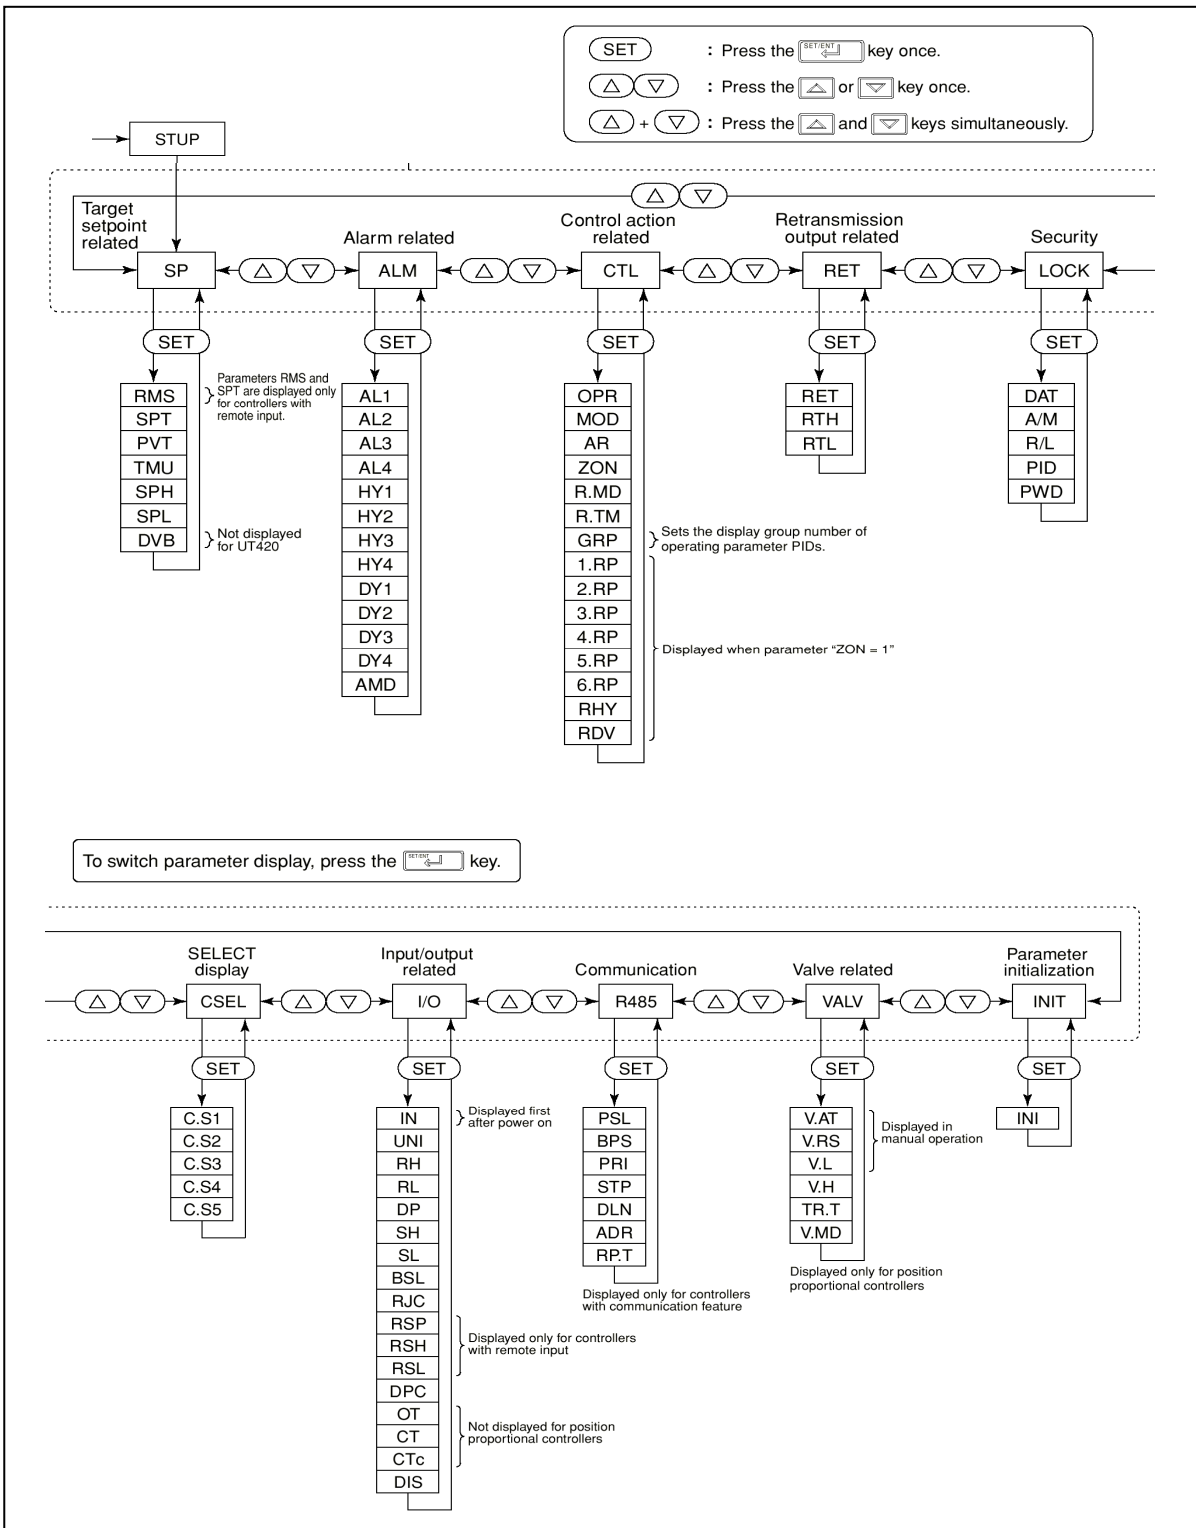 SET : Press the SET/ENT key once.
: Press the or key once.
+ : Press the and keys simultaneously.
STUP
Target
setpoint
related
Alarm related
Control action
related
Retransmission
output related
Security
SP
ALM
CTL
RET
LOCK
SET
SET
SET
SET
SET
RMS
SPT
PVT
TMU
SPH
SPL
DVB
Parameters RMS and
SPT are displayed only
for controllers with
remote input.
Not displayed
for UT420
AL1
AL2
AL3
AL4
HY1
HY2
HY3
HY4
DY1
DY2
DY3
DY4
AMD
OPR
MOD
AR
ZON
R.MD
R.TM
GRP
1.RP
2.RP
3.RP
4.RP
5.RP
6.RP
RHY
RDV
Sets the display group number of
operating parameter PIDs.
Displayed when parameter “ZON = 1”
RET
RTH
RTL
DAT
A/M
R/L
PID
PWD
To switch parameter display, press the SET/ENT key.
SELECT
display
Input/output
related
Communication
Valve related
Parameter
initialization
CSEL
I/O
R485
VALV
INIT
SET
SET
SET
SET
SET
C.S1
C.S2
C.S3
C.S4
C.S5
IN
UNI
RH
RL
DP
SH
SL
BSL
RJC
RSP
RSH
RSL
DPC
OT
CT
CTc
DIS
Displayed first
after power on
Displayed only for controllers
with remote input
Not displayed for position
proportional controllers
PSL
BPS
PRI
STP
DLN
ADR
RP.T
Displayed only for controllers
with communication feature
V.AT
V.RS
V.L
V.H
TR.T
V.MD
Displayed in
manual operation
Displayed only for position
proportional controllers
INI